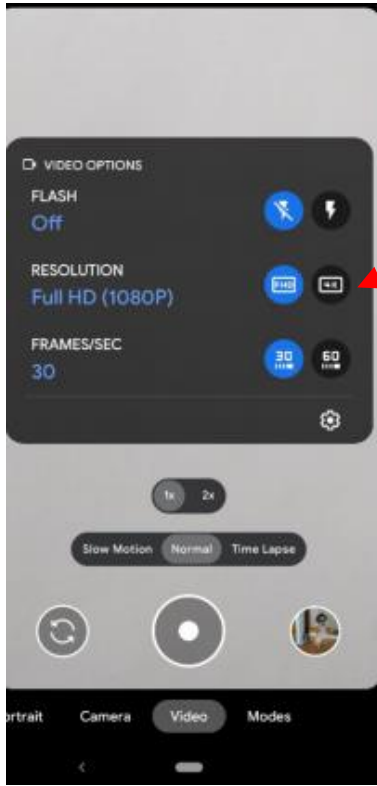 VIDEO OPTIONS
FLASH
Off
RESOLUTION
Full HD (1080P)
FHD 4K
FRAMES/SEC
30
30 60
1x 2x
Slow Motion Normal Time Lapse
ortrait Camera Video Modes